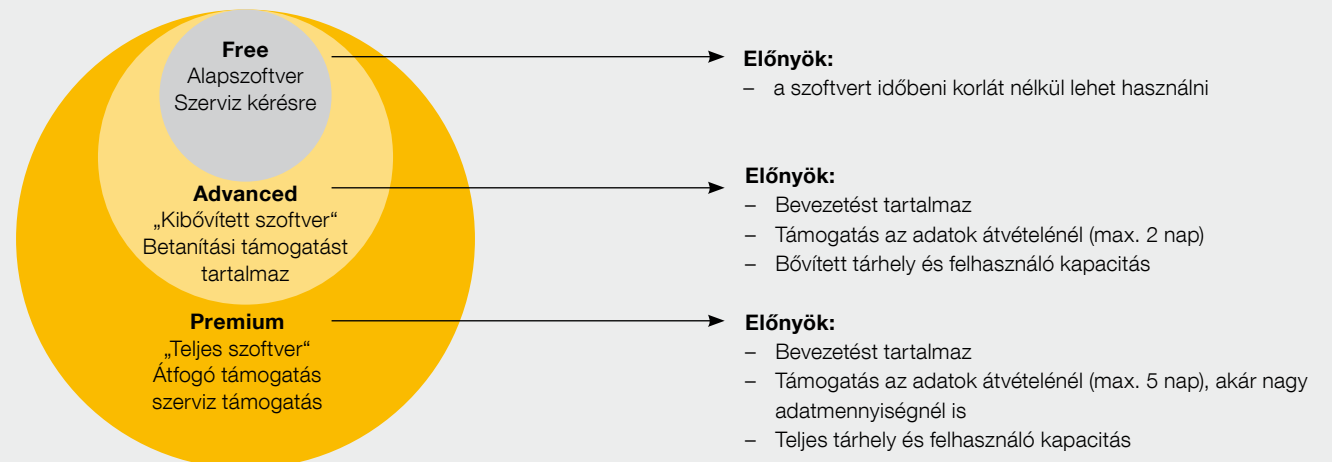 Free
Alapszoftver
Szerviz kérésre
Előnyök:
– a szoftvert időbeni korlát nélkül lehet használni
Advanced
„Kibővített szoftver“
Betanítási támogatást
tartalmaz
Előnyök:
– Bevezetést tartalmaz
– Támogatás az adatok átvételénél (max. 2 nap)
– Bővített tárhely és felhasználó kapacitás
Premium
„Teljes szoftver“
Átfogó támogatás
szerviz támogatás
Előnyök:
– Bevezetést tartalmaz
– Támogatás az adatok átvételénél (max. 5 nap), akár nagy
adatmennyiségnél is
– Teljes tárhely és felhasználó kapacitás